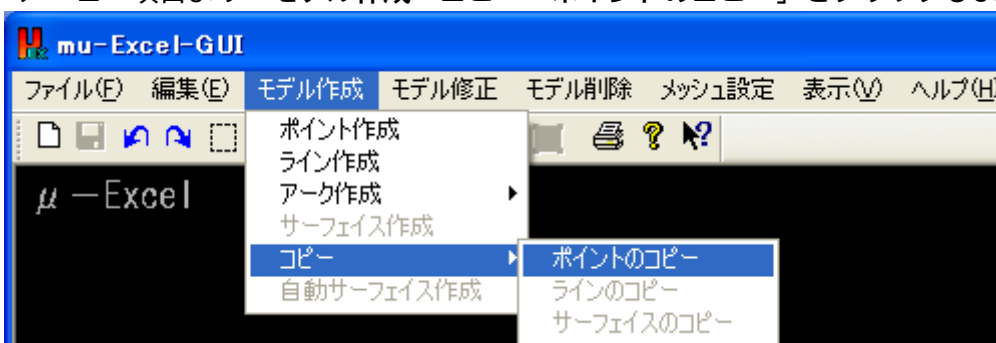 mu-Excel-GUI
ファイル(F) 編集(E) モデル作成 モデル修正 モデル削除 メッシュ設定 表示(V) ヘルプ(H)
ポイント作成
ライン作成
アーク作成
μ-Excel
サーフェイス作成
コピー
ポイントのコピー
自動サーフェイス作成
ラインのコピー
サーフェイスのコピー